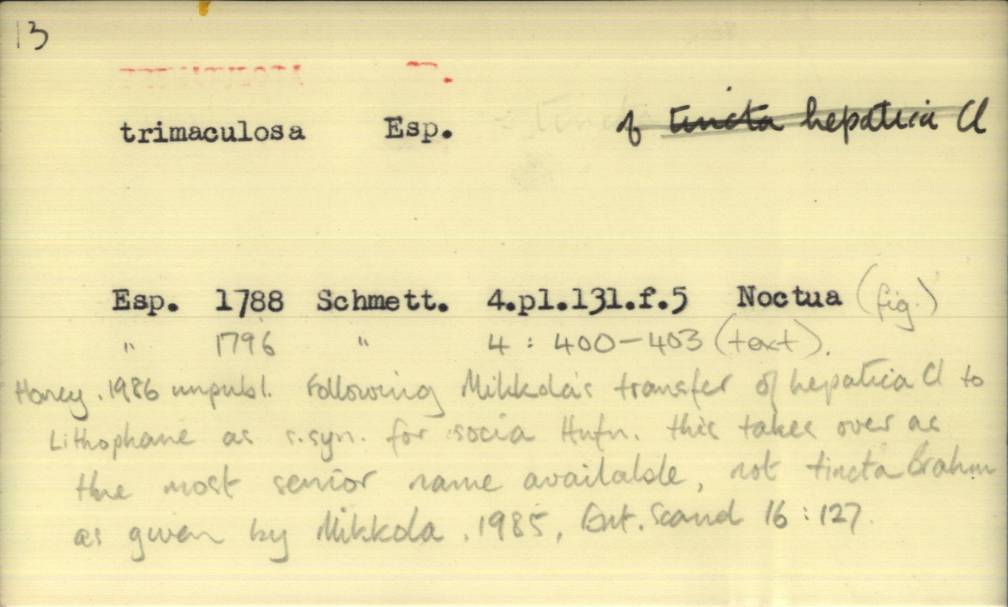 13
trimaculosa Esp. of tincta hepatica Cl
Esp. 1788 Schmett. 4.pl.131.f.5 Noctua (fig.)
" 1796 " 4 : 400-403 (text).
Honey. 1986 unpubl. Following Mikkola's transfer of hepatica Cl to
Lithophane as s.syn. for socia Hufn. this takes over as
the most senior name available, not tincta Brahm
as given by Mikkola. 1985, Ent. Scand 16 : 127.